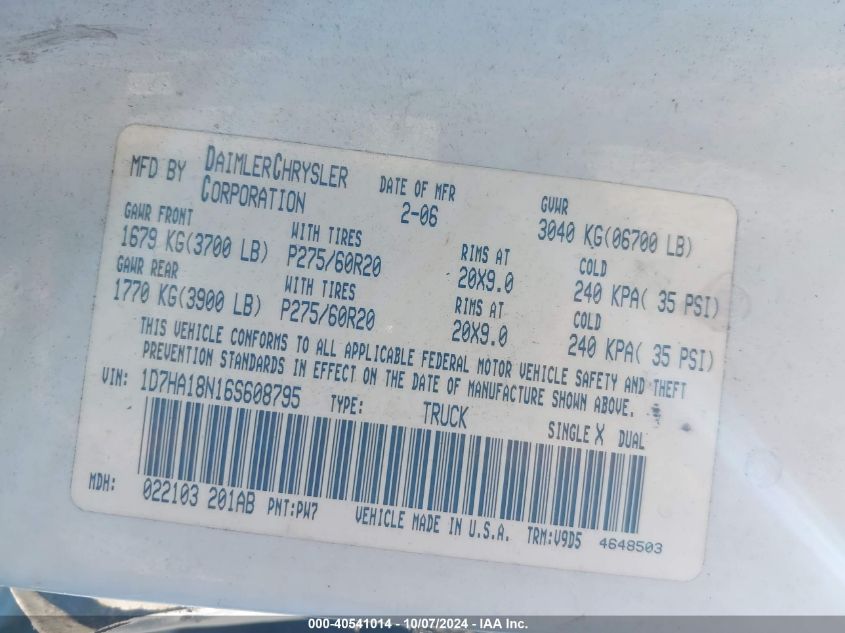 MFD BY DAIMLERCHRYSLER CORPORATION
DATE OF MFR 2-06
GVWR 3040 KG(06700 LB)
GAWR FRONT WITH TIRES RIMS AT COLD
1679 KG(3700 LB) P275/60R20 20X9.0 240 KPA( 35 PSI)
GAWR REAR WITH TIRES RIMS AT COLD
1770 KG(3900 LB) P275/60R20 20X9.0 240 KPA( 35 PSI)
THIS VEHICLE CONFORMS TO ALL APPLICABLE FEDERAL MOTOR VEHICLE SAFETY AND THEFT
PREVENTION STANDARDS IN EFFECT ON THE DATE OF MANUFACTURE SHOWN ABOVE.
VIN: 1D7HA18N16S608795 TYPE: TRUCK SINGLE X DUAL
MDH: 022103 201AB PNT:PW7 VEHICLE MADE IN U.S.A. TRM:V9D5 4648503
000-40541014 - 10/07/2024 - IAA Inc.